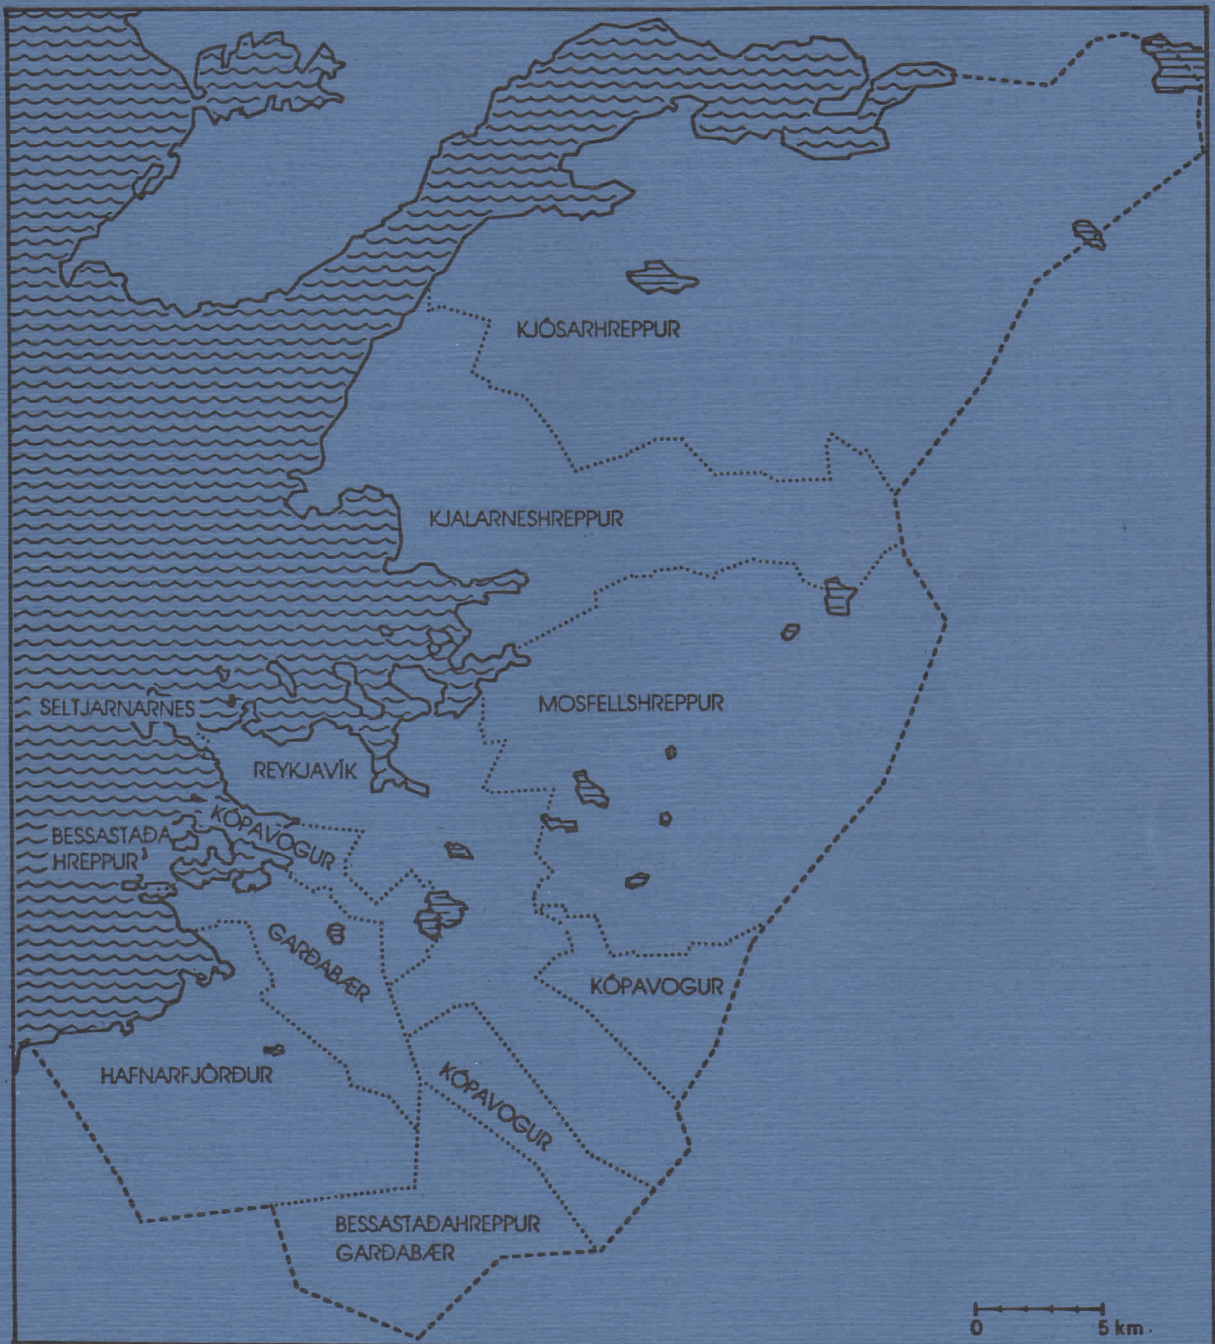 KJÓSARHREPPUR
KJALARNESHREPPUR
SELTJARNARNES
MOSFELLSHREPPUR
REYKJAVÍK
KÓPAVOGUR
BESSASTAÐA
HREPPUR
GARÐABÆR
KÓPAVOGUR
HAFNARFJÖRÐUR
KÓPAVOGUR
BESSASTAÐAHREPPUR
GARÐABÆR
0 5 km.